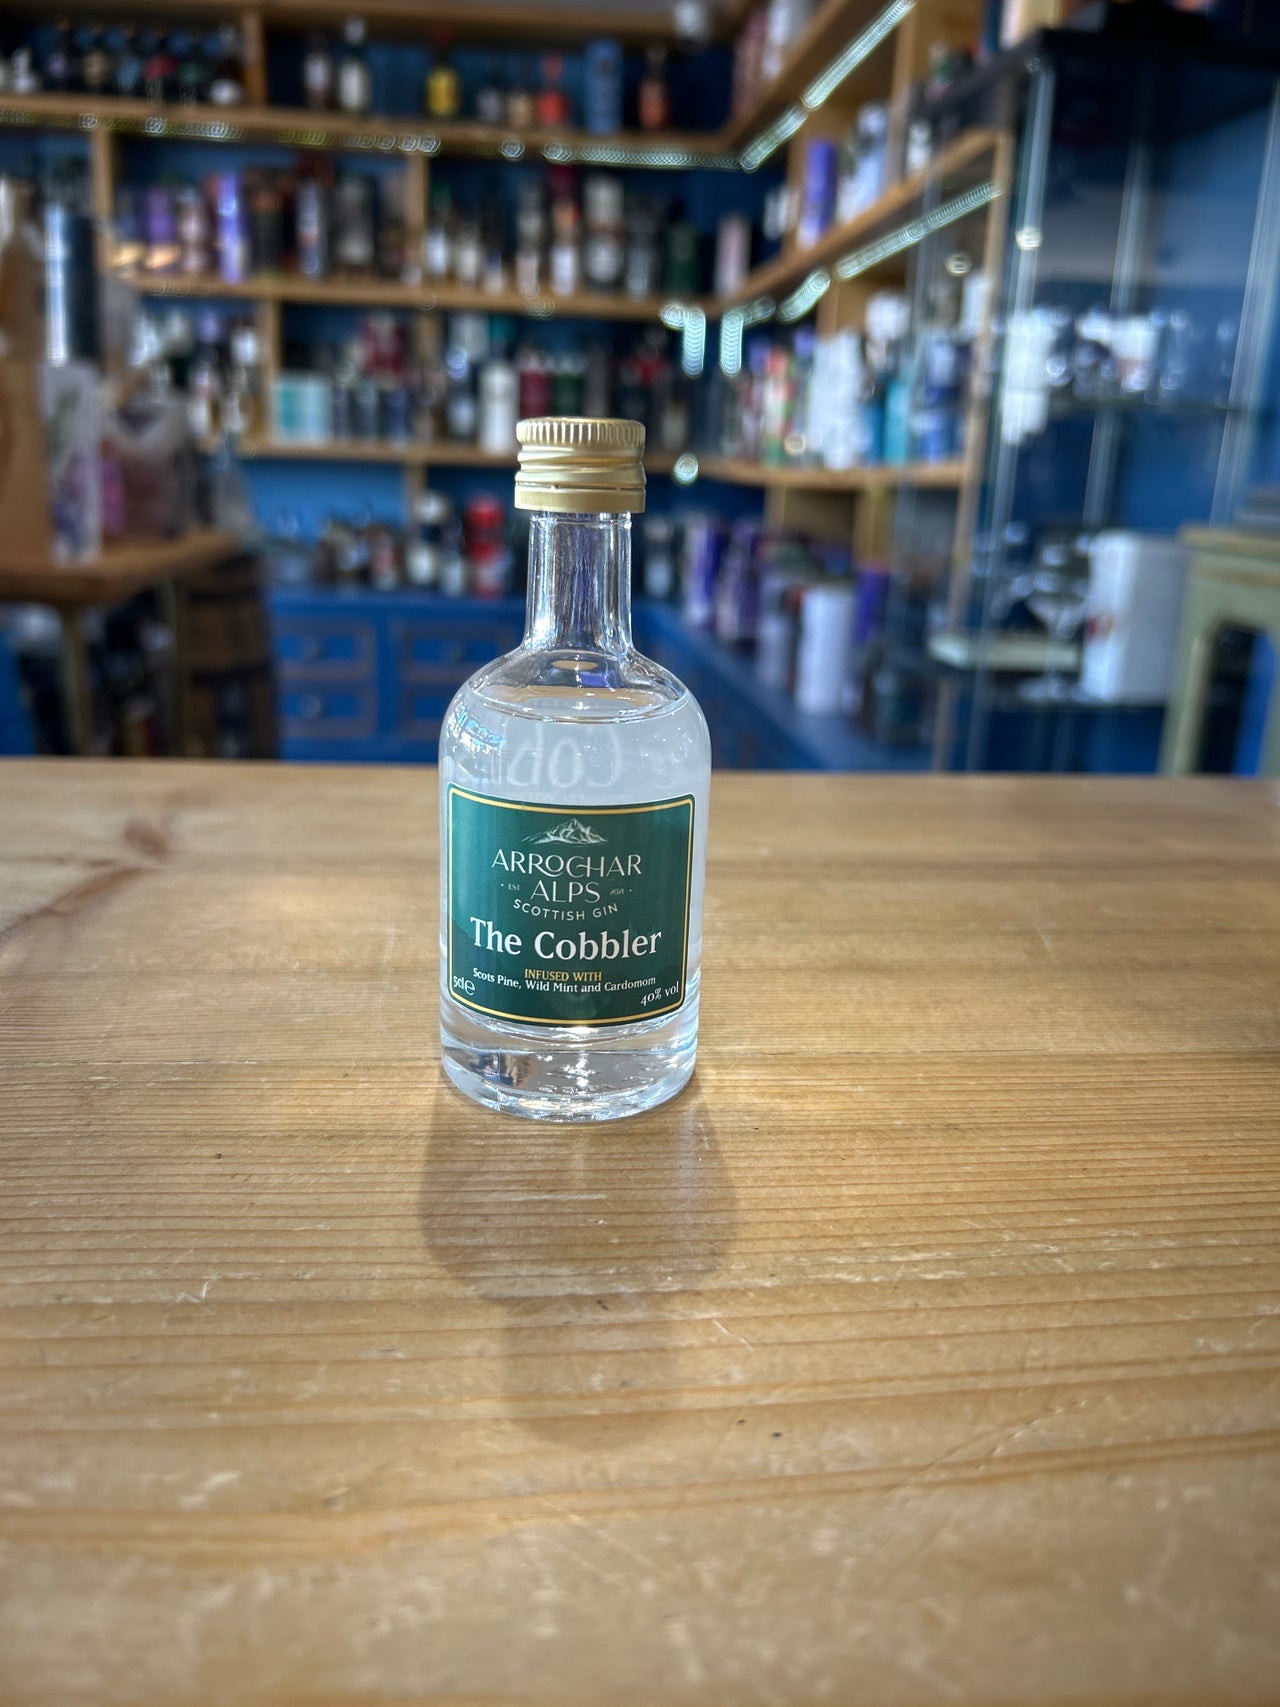 ARROCHAR
· EST ALPS 2021 ·
SCOTTISH GIN
The Cobbler
INFUSED WITH
Scots Pine, Wild Mint and Cardomom
5cl℮ 40% vol